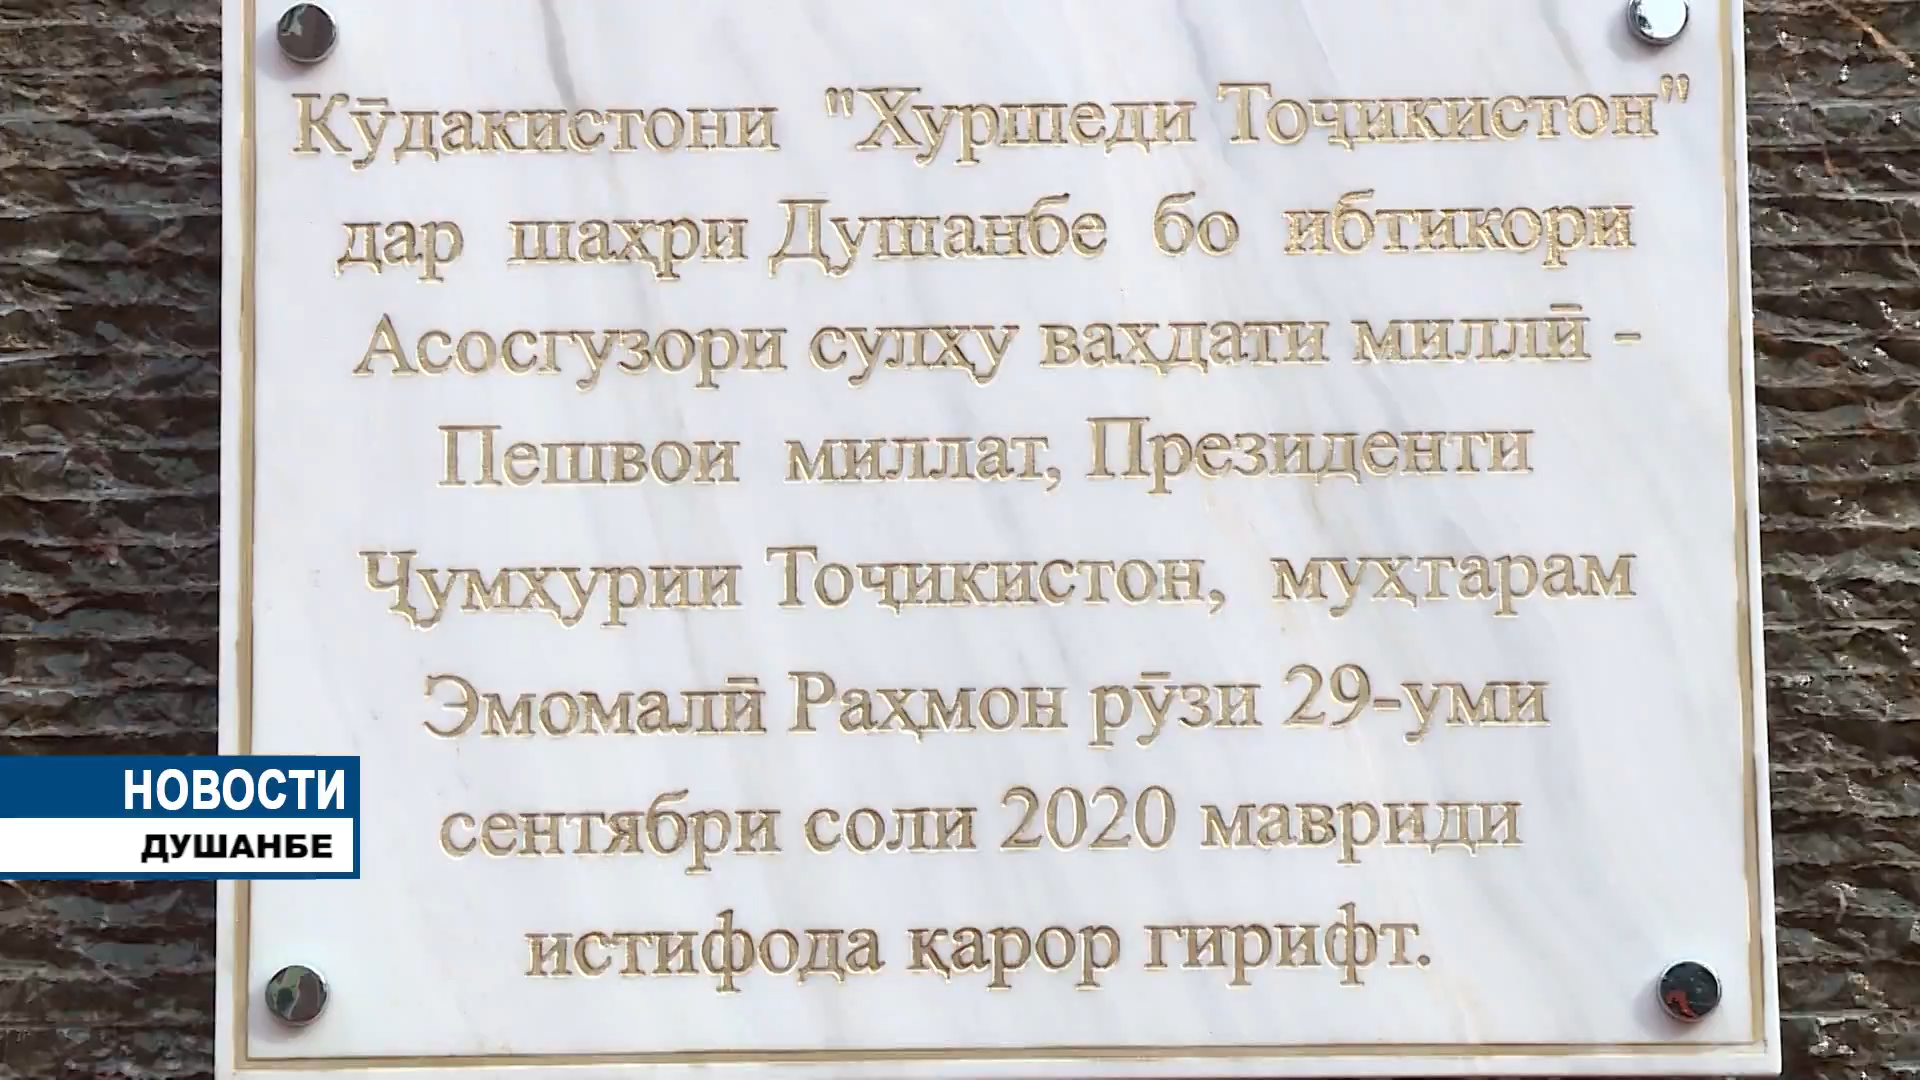 Кӯдакистони "Хуршеди Тоҷикистон"
дар шаҳри Душанбе бо ибтикори
Асосгузори сулҳу ваҳдати миллӣ -
Пешвои миллат, Президенти
Ҷумҳурии Тоҷикистон, муҳтарам
Эмомалӣ Раҳмон рӯзи 29-уми
сентябри соли 2020 мавриди
истифода қарор гирифт.
НОВОСТИ
ДУШАНБЕ